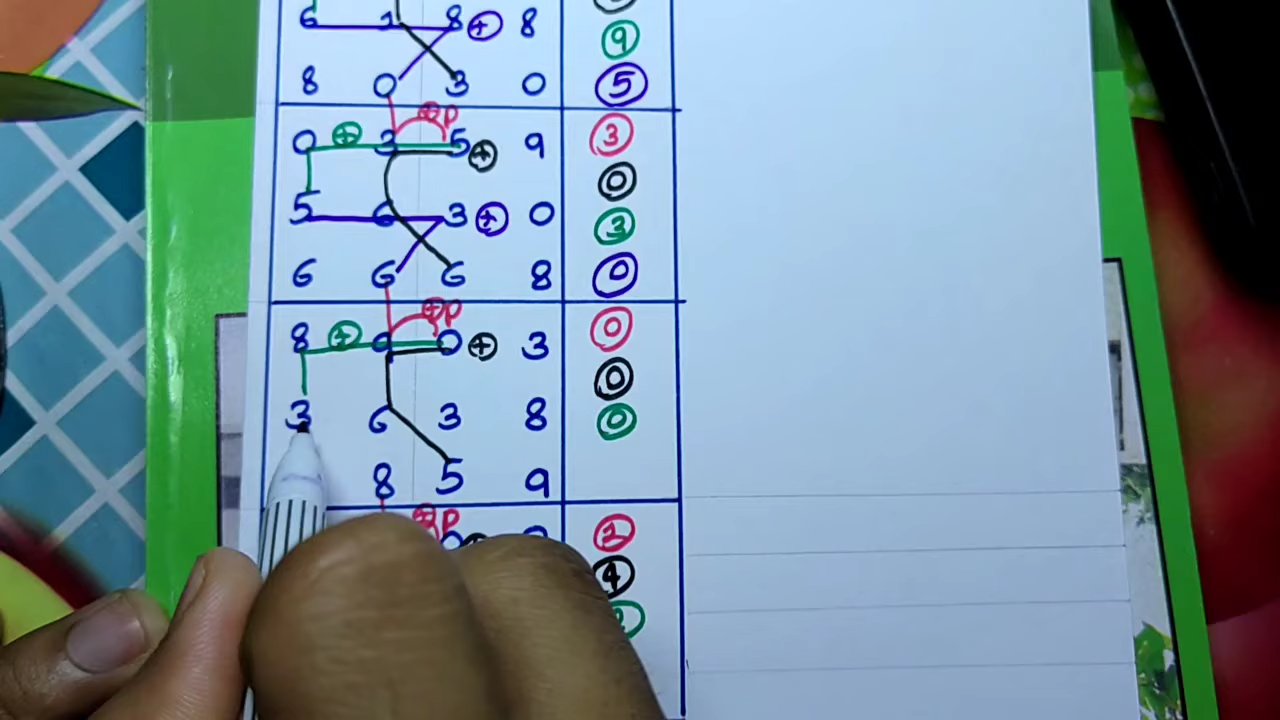 6 1 8 ⊕ 8
9
8 0 3 0 5
⊕P
0 ⊕ 3 5 ⊕ 9 3
0
5 6 3 ⊕ 0 3
6 6 6 8 0
⊕P
8 ⊕ 0 ⊕ 3 0
0
3 6 3 8 0
8 5 9
⊕P
4